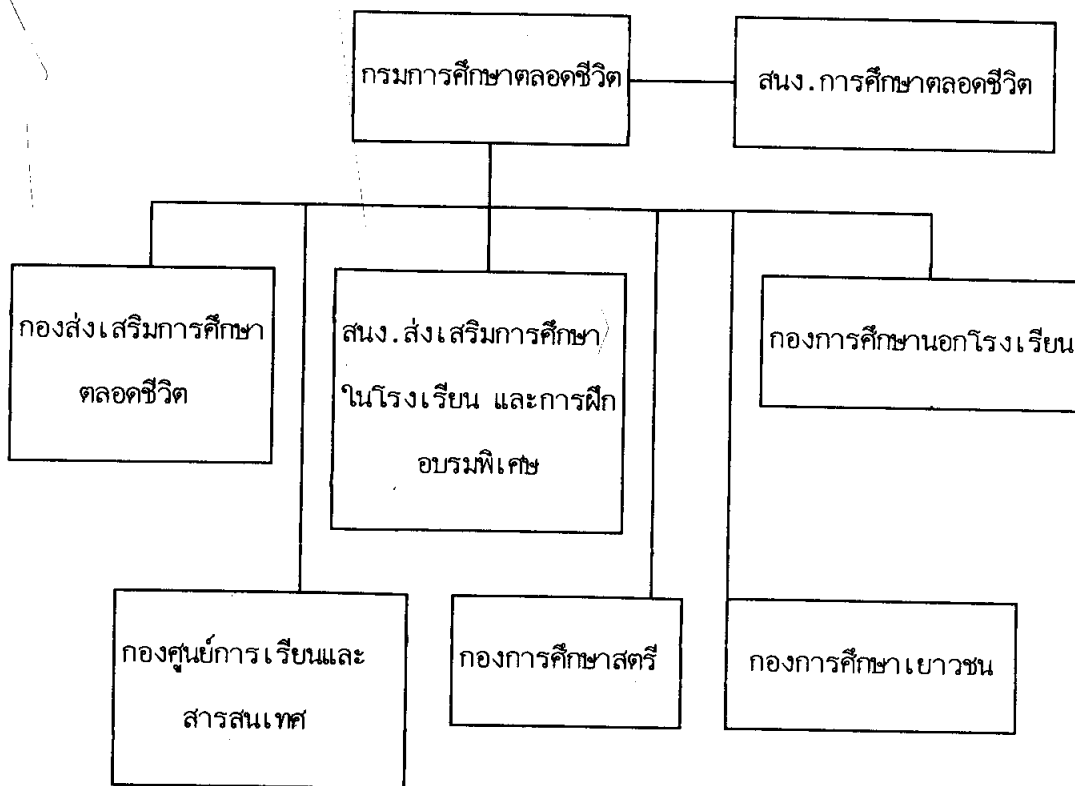 กรมการศึกษาตลอดชีวิต
สนง.การศึกษาตลอดชีวิต
กองส่งเสริมการศึกษา
ตลอดชีวิต
สนง.ส่งเสริมการศึกษา
ในโรงเรียน และการฝึก
อบรมพิเศษ
กองการศึกษานอกโรงเรียน
กองศูนย์การเรียนและ
สารสนเทศ
กองการศึกษาสตรี
กองการศึกษาเยาวชน